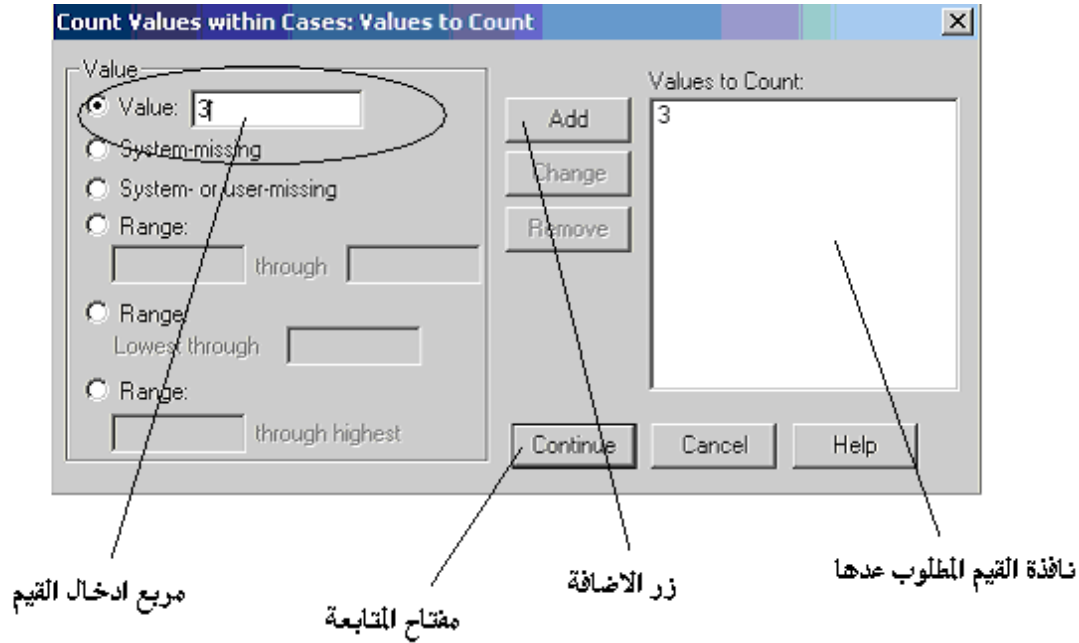 Count Values within Cases: Values to Count
Value
Value: 3
System-missing
System- or user-missing
Range:
through
Range:
Lowest through
Range:
through highest
Add
Change
Remove
Values to Count:
3
Continue
Cancel
Help
نافذة القيم المطلوب عدها
زر الاضافة
مفتاح المتابعة
مربع ادخال القيم